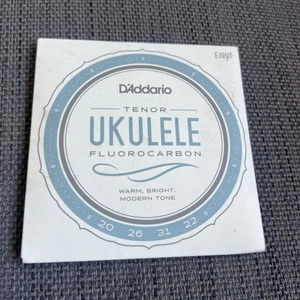 EJ99T
D'Addario
TENOR
UKULELE
FLUOROCARBON
WARM, BRIGHT,
MODERN TONE
20 26 31 22